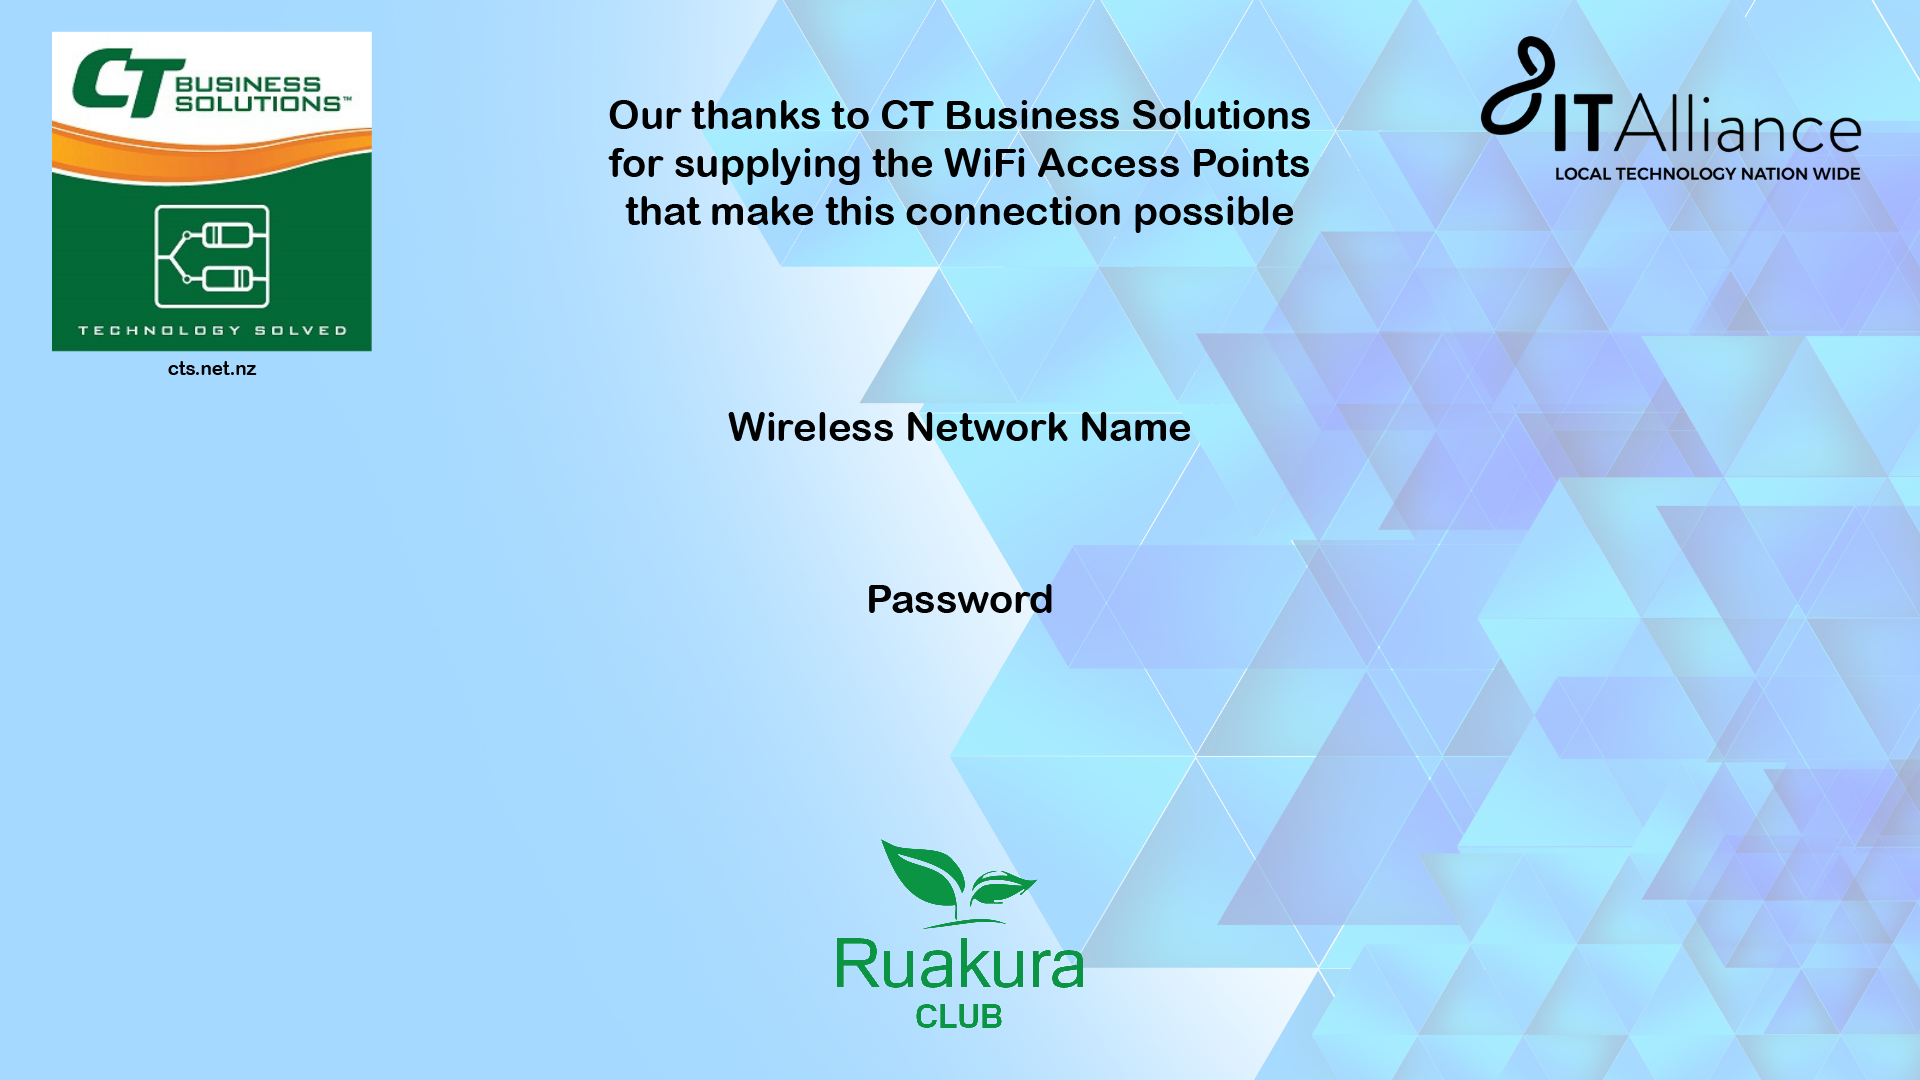 CT BUSINESS
SOLUTIONS™
TECHNOLOGY SOLVED
cts.net.nz
Our thanks to CT Business Solutions
for supplying the WiFi Access Points
that make this connection possible
ITAlliance
LOCAL TECHNOLOGY NATION WIDE
Wireless Network Name
Password
Ruakura
CLUB